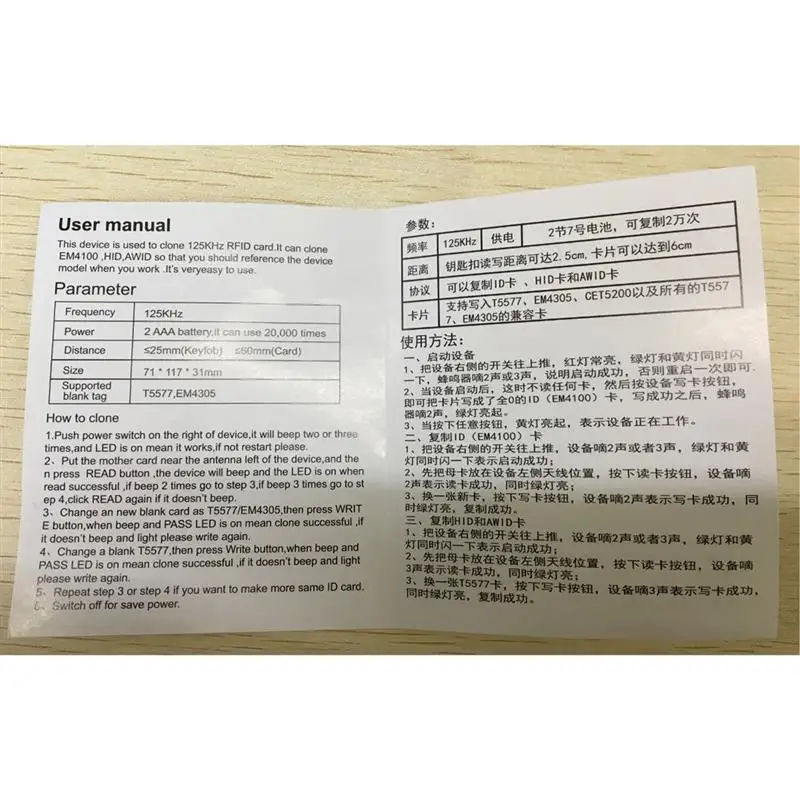 User manual
This device is used to clone 125KHz RFID card.It can clone
EM4100 ,HID,AWID so that you should reference the device
model when you work .It's veryeasy to use.
Parameter
Frequency 125KHz
Power 2 AAA battery,it can use 20,000 times
Distance ≤25mm(Keyfob) ≤60mm(Card)
Size 71 * 117 * 31mm
Supported
blank tag T5577,EM4305
How to clone
1.Push power switch on the right of device,it will beep two or three
times,and LED is on mean it works,if not restart please.
2、Put the mother card near the antenna left of the device,and the
n press READ button ,the device will beep and the LED is on when
read successful ,if beep 2 times go to step 3,if beep 3 times go to st
ep 4,click READ again if it doesn't beep.
3、Change an new blank card as T5577/EM4305,then press WRIT
E button,when beep and PASS LED is on mean clone successful ,if
it doesn't beep and light please write again.
4、Change a blank T5577,then press Write button,when beep and
PASS LED is on mean clone successful ,if it doesn't beep and light
please write again.
5、Repeat step 3 or step 4 if you want to make more same ID card.
6、Switch off for save power.
参数：
频率 125KHz 供电 2节7号电池，可复制2万次
距离 钥匙扣读写距离可达2.5cm,卡片可以达到6cm
协议 可以复制ID卡 、HID卡和AWID卡
卡片 支持写入T5577、EM4305、CET5200以及所有的T557
7、EM4305的兼容卡
使用方法：
一、启动设备
1、把设备右侧的开关往上推，红灯常亮，绿灯和黄灯同时闪
一下，蜂鸣器嘀2声或3声，说明启动成功，否则重启一次即可.
2、当设备启动后，这时不读任何卡，然后按设备写卡按钮，
即可把卡片写成了全0的ID（EM4100）卡，写成功之后，蜂鸣
器嘀2声，绿灯亮起。
3、当按下任意按钮，黄灯亮起，表示设备正在工作。
二、复制ID（EM4100）卡
1、把设备右侧的开关往上推，设备嘀2声或者3声，绿灯和黄
灯同时闪一下表示启动成功；
2、先把母卡放在设备左侧天线位置，按下读卡按钮，设备嘀
2声表示读卡成功，同时绿灯亮；
3、换一张新卡，按下写卡按钮，设备嘀2声表示写卡成功，同
时绿灯亮，复制成功。
三、复制HID和AWID卡
1、把设备右侧的开关往上推，设备嘀2声或者3声，绿灯和黄
灯同时闪一下表示启动成功；
2、先把母卡放在设备左侧天线位置，按下读卡按钮，设备嘀
3声表示读卡成功，同时绿灯亮；
3、换一张T5577卡，按下写卡按钮，设备嘀3声表示写卡成功，
同时绿灯亮，复制成功。